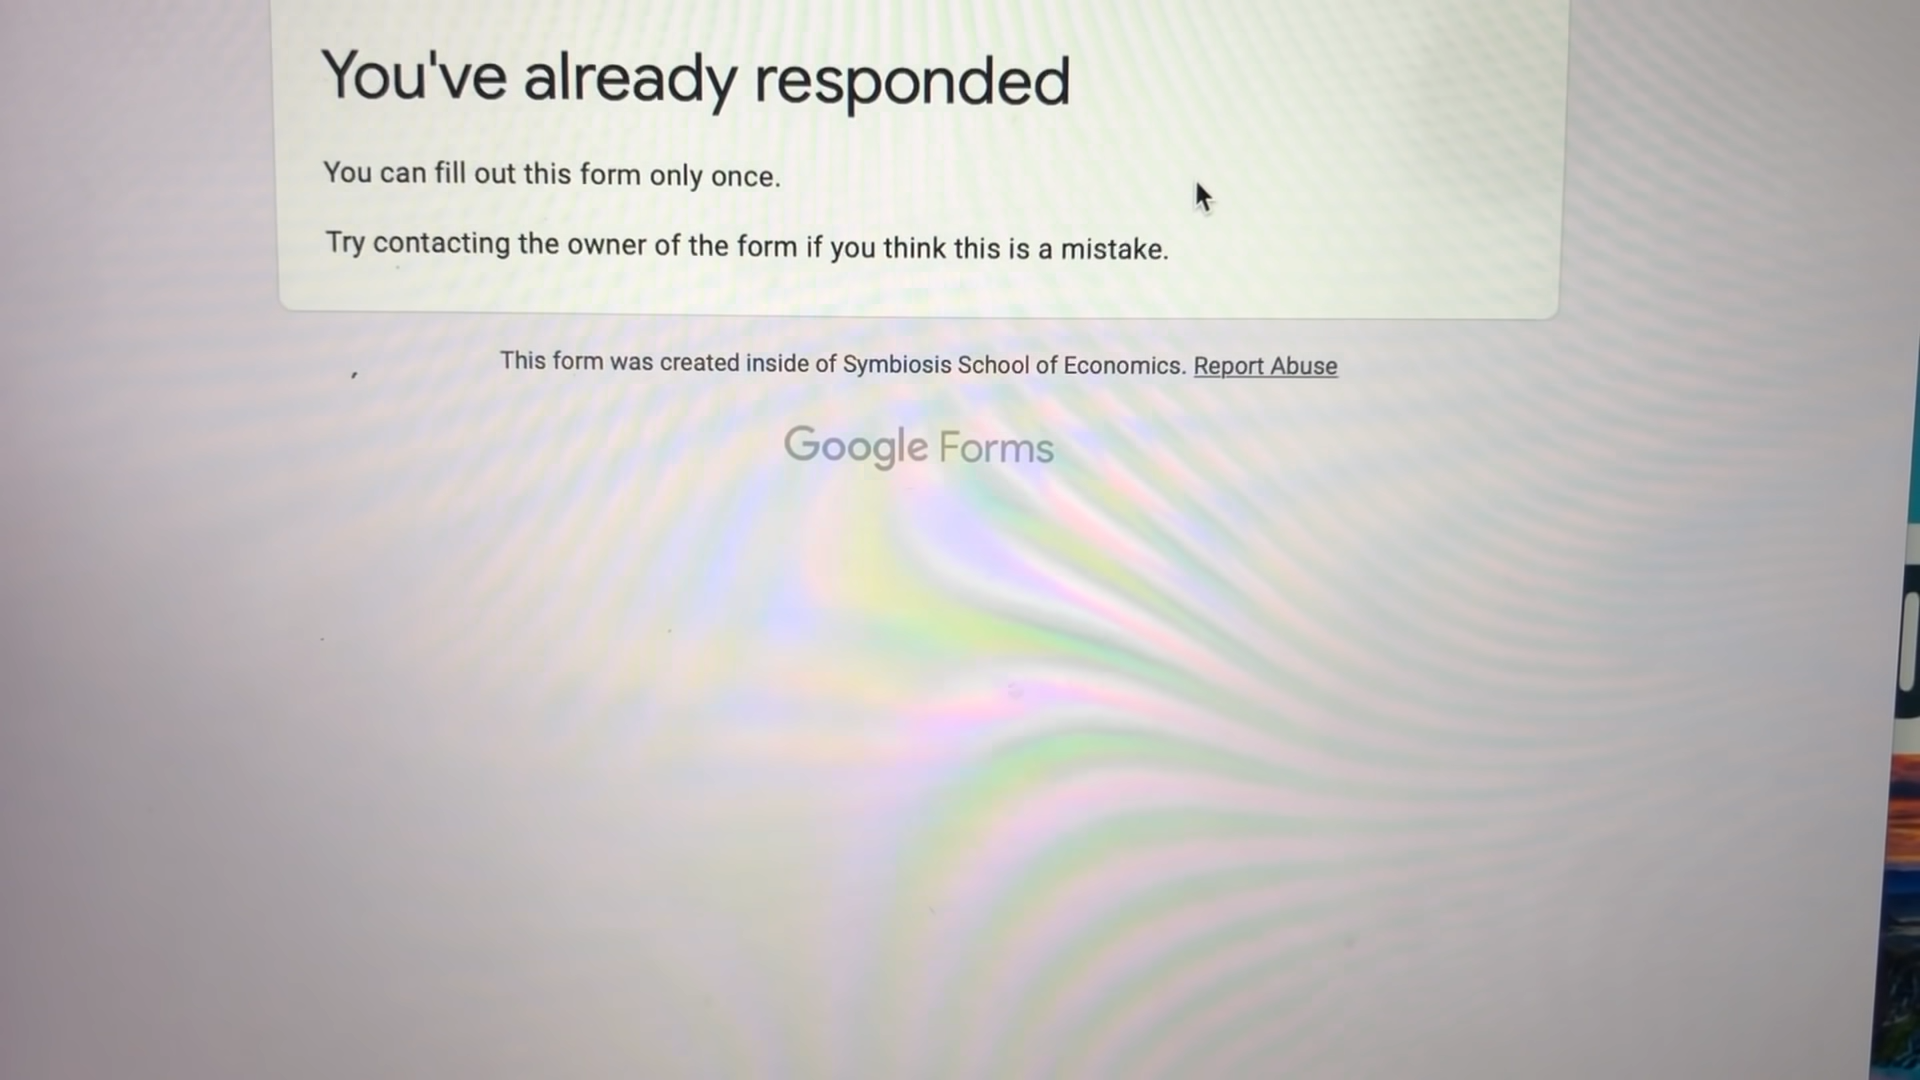 You've already responded
You can fill out this form only once.
Try contacting the owner of the form if you think this is a mistake.
This form was created inside of Symbiosis School of Economics. Report Abuse
Google Forms